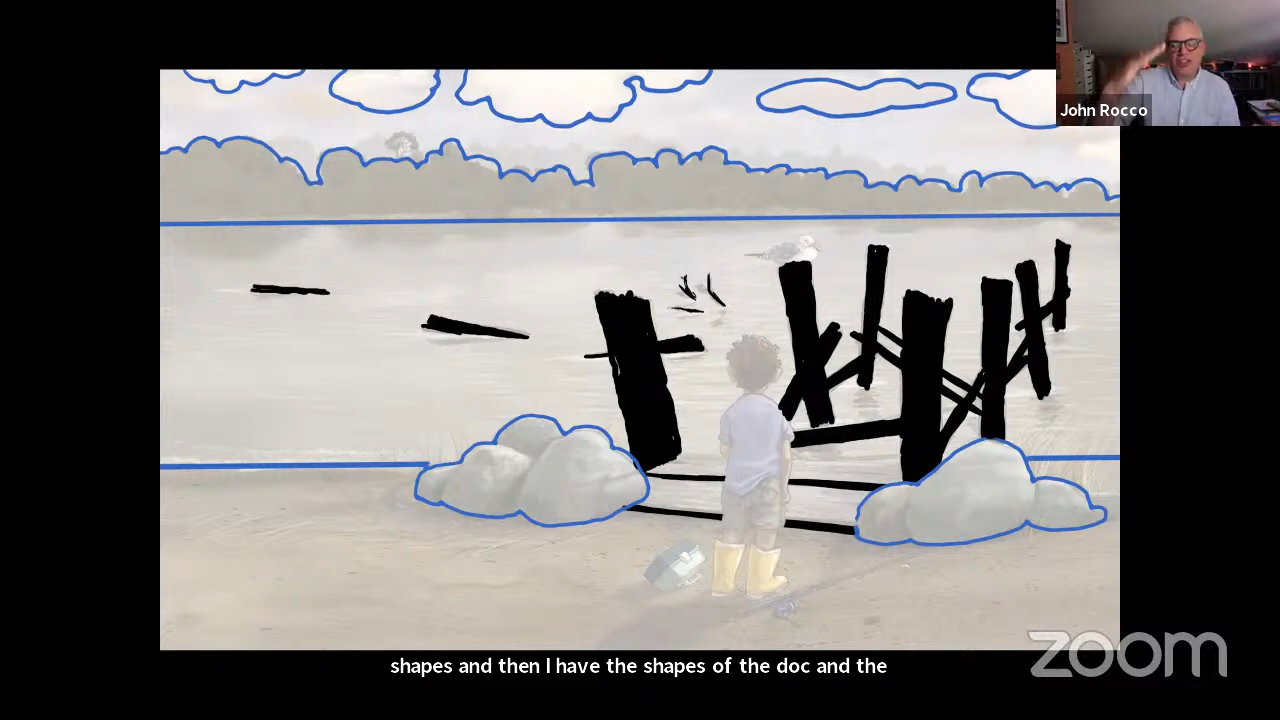 John Rocco
shapes and then I have the shapes of the doc and the
zoom